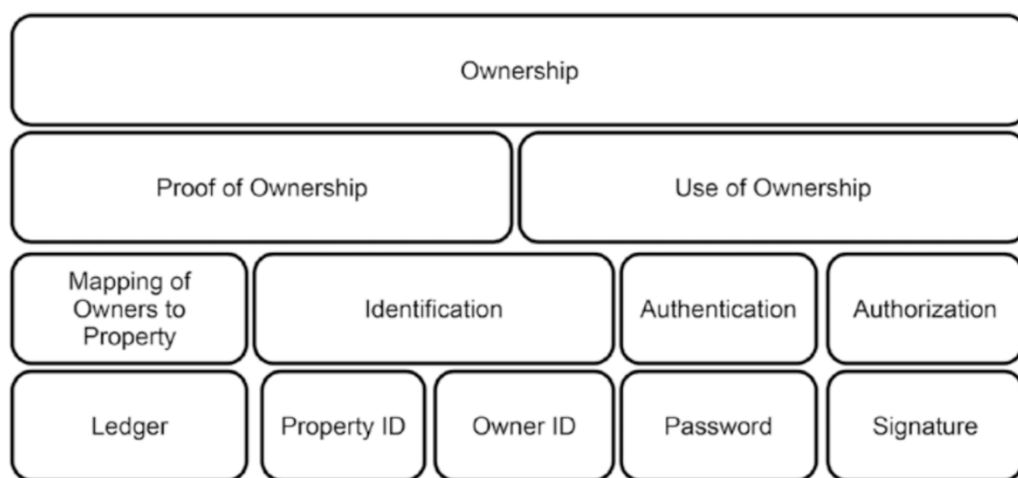 Ownership
Proof of Ownership
Use of Ownership
Mapping of
Owners to
Property
Identification
Authentication
Authorization
Ledger
Property ID
Owner ID
Password
Signature